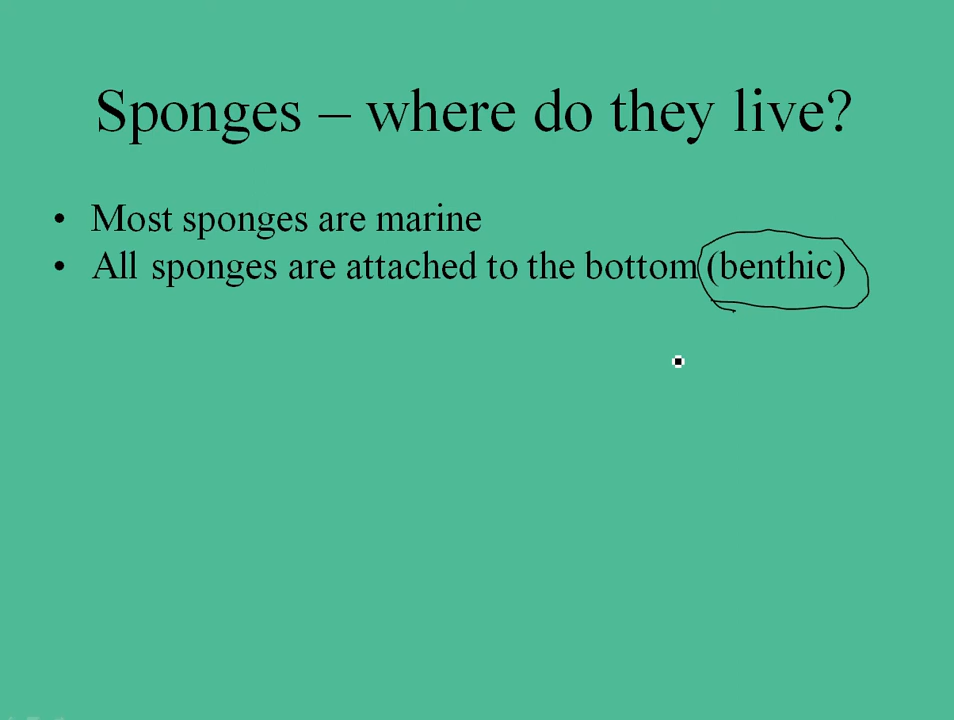 Sponges – where do they live?
• Most sponges are marine
• All sponges are attached to the bottom (benthic)